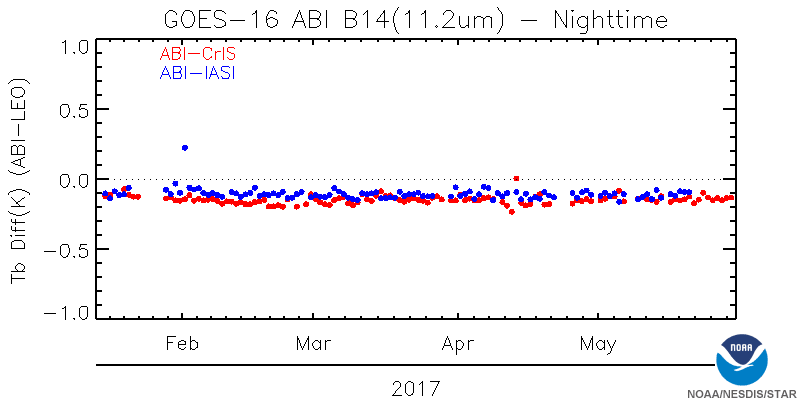 GOES-16 ABI B14(11.2um) - Nighttime
ABI-CrIS
ABI-IASI
Tb Diff(K) (ABI-LEO)
1.0
0.5
0.0
-0.5
-1.0
Feb Mar Apr May
2017
NOAA
NOAA/NESDIS/STAR